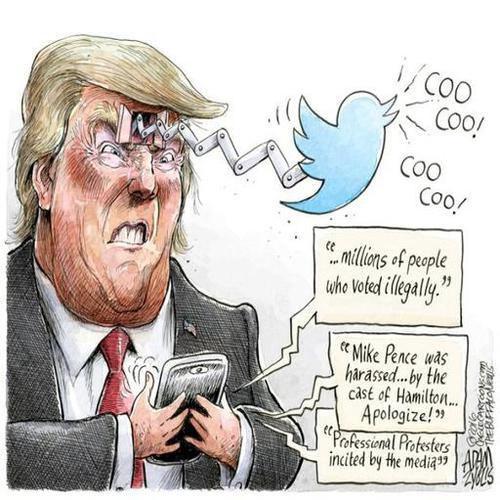 COO
COO!
COO
COO!
"...millions of people
who voted illegally."
"Mike Pence was
harassed...by the
cast of Hamilton...
Apologize!"
"Professional Protesters
incited by the media"
ADAM
ZYGLIS